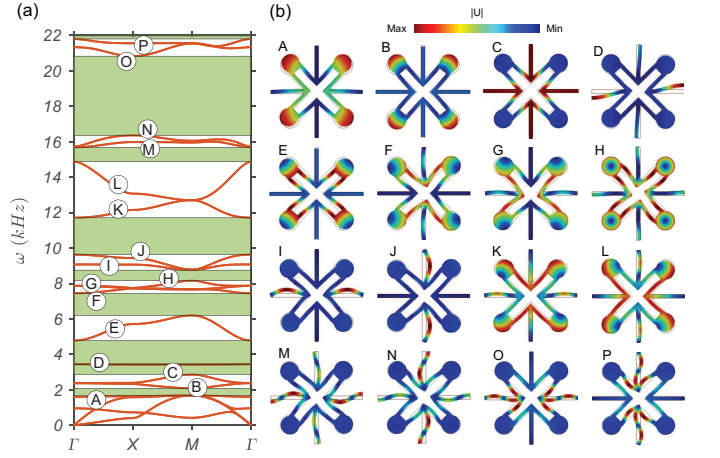 (a)
22
20
18
16
14
12
10
8
6
4
2
0
ω (kHz)
P
O
N
M
L
K
J
I
H
G
F
E
D
C
B
A
Γ X M Γ
(b)
|U|
Max Min
A B C D
E F G H
I J K L
M N O P